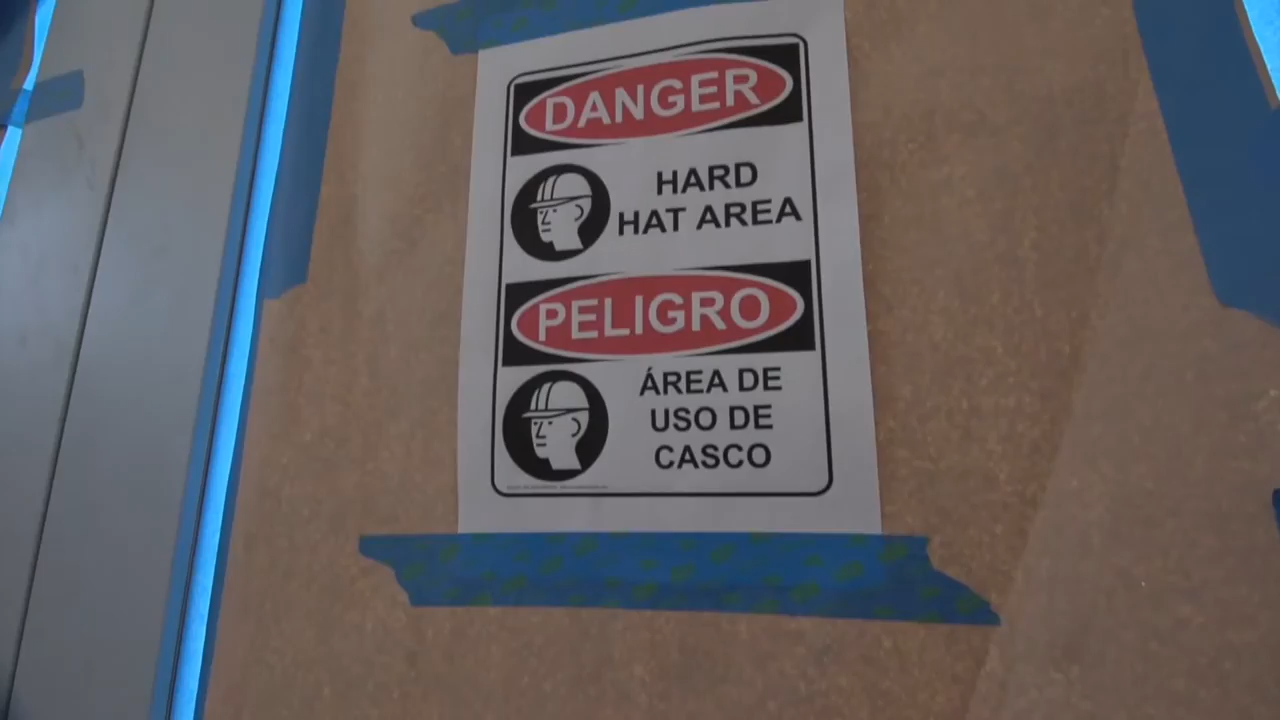 DANGER
HARD
HAT AREA
PELIGRO
ÁREA DE
USO DE
CASCO